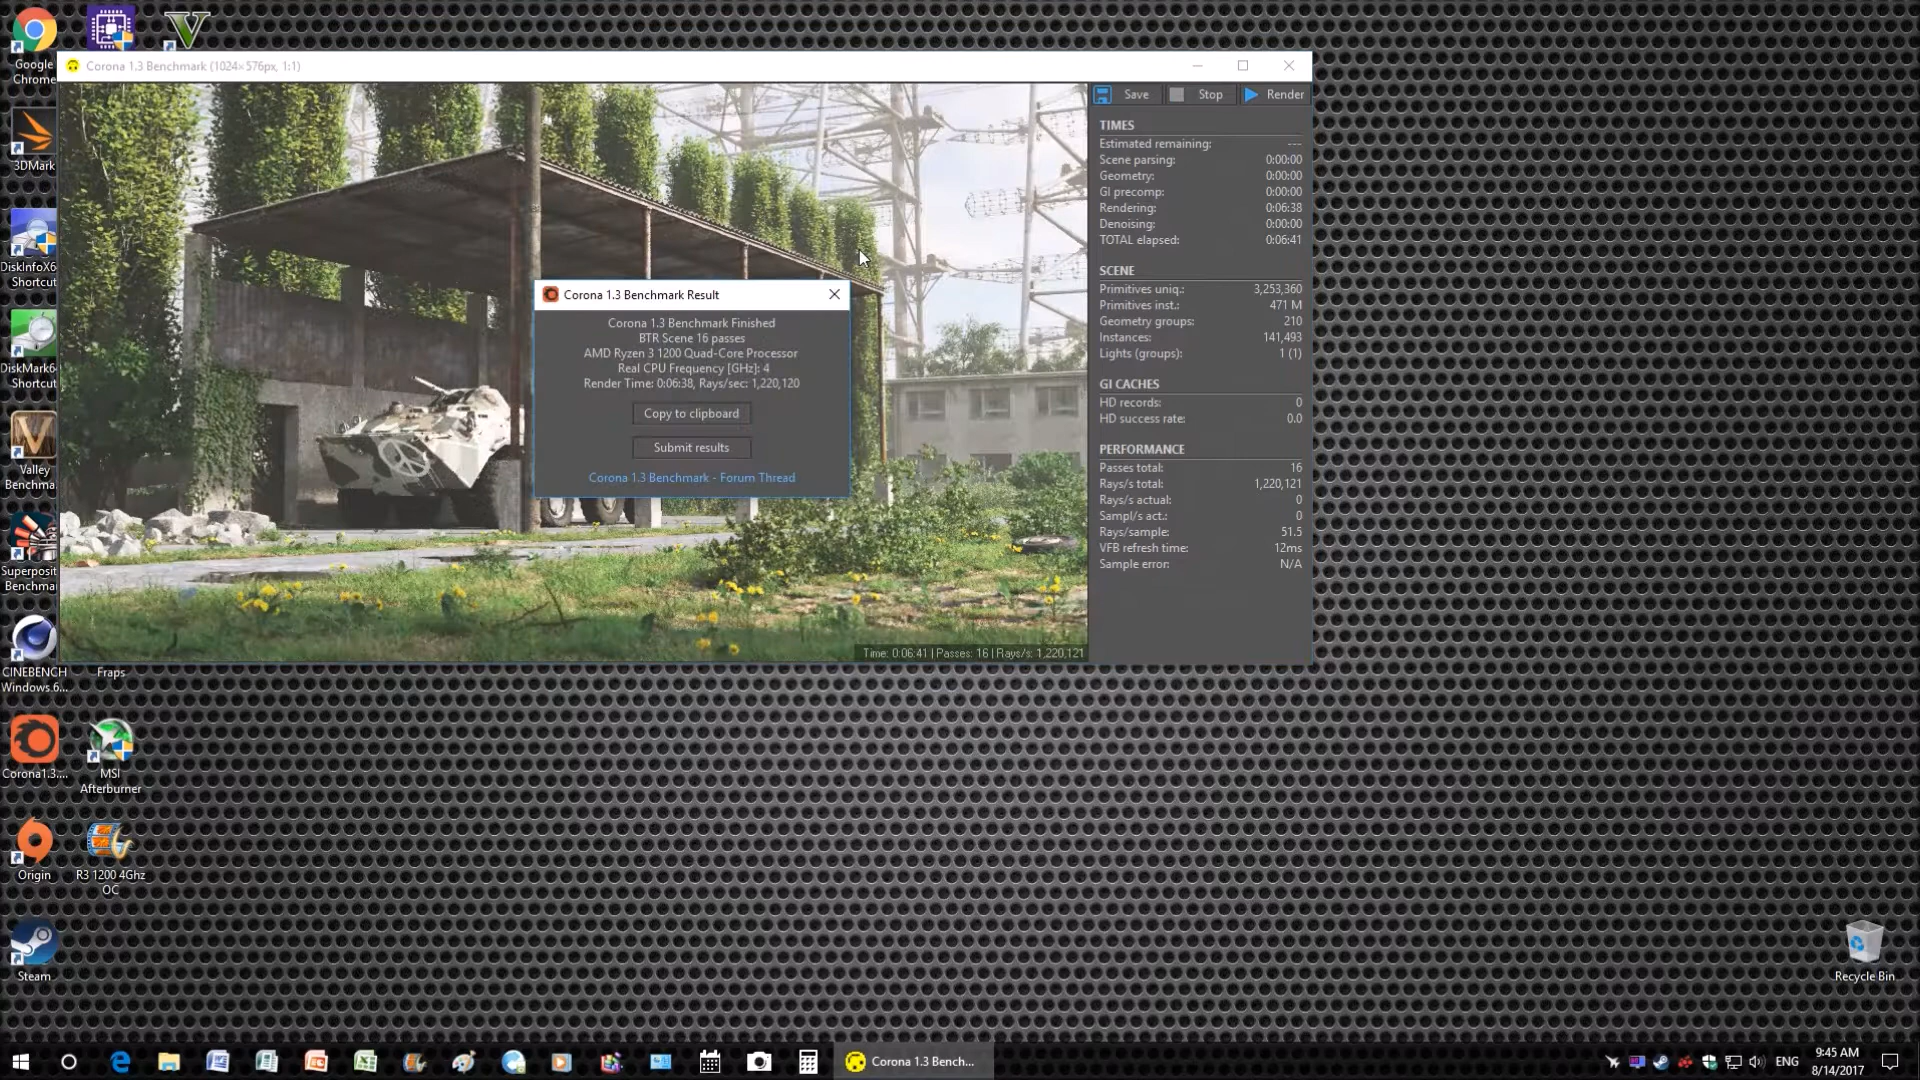 Google
Chrome
3DMark
DiskInfoX6
Shortcut
DiskMark6
Shortcut
Valley
Benchma
Superposit
Benchma
CINEBENCH
Windows 6...
Fraps
Corona1.3....
MSI
Afterburner
Origin
R3 1200 4Ghz
OC
Steam
Recycle Bin
Corona 1.3 Benchmark (1024×576px, 1:1)
Save
Stop
Render
TIMES
Estimated remaining: ---
Scene parsing: 0:00:00
Geometry: 0:00:00
GI precomp: 0:00:00
Rendering: 0:06:38
Denoising: 0:00:00
TOTAL elapsed: 0:06:41
SCENE
Primitives uniq.: 3,253,360
Primitives inst.: 471 M
Geometry groups: 210
Instances: 141,493
Lights (groups): 1 (1)
GI CACHES
HD records: 0
HD success rate: 0.0
PERFORMANCE
Passes total: 16
Rays/s total: 1,220,121
Rays/s actual: 0
Sampl/s act.: 0
Rays/sample: 51.5
VFB refresh time: 12ms
Sample error: N/A
Corona 1.3 Benchmark Result
Corona 1.3 Benchmark Finished
BTR Scene 16 passes
AMD Ryzen 3 1200 Quad-Core Processor
Real CPU Frequency [GHz]: 4
Render Time: 0:06:38, Rays/sec: 1,220,120
Copy to clipboard
Submit results
Corona 1.3 Benchmark - Forum Thread
Time: 0:06:41 | Passes: 16 | Rays/s: 1,220,121
Corona 1.3 Bench...
ENG
9:45 AM
8/14/2017